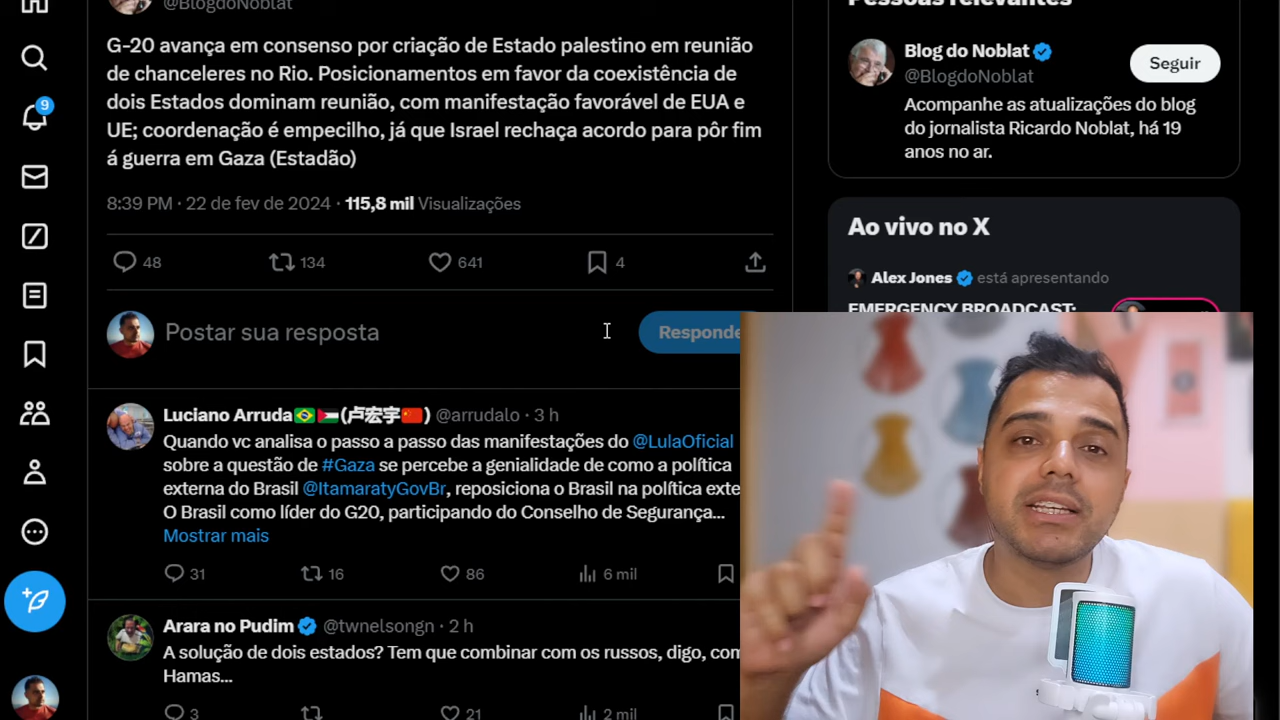 @BlogdoNoblat
G-20 avança em consenso por criação de Estado palestino em reunião
de chanceleres no Rio. Posicionamentos em favor da coexistência de
dois Estados dominam reunião, com manifestação favorável de EUA e
UE; coordenação é empecilho, já que Israel rechaça acordo para pôr fim
á guerra em Gaza (Estadão)
8:39 PM · 22 de fev de 2024 · 115,8 mil Visualizações
48 134 641 4
Postar sua resposta
Responde
Luciano Arruda🇧🇷🇵🇸(卢宏宇🇨🇳) @arrudalo · 3 h
Quando vc analisa o passo a passo das manifestações do @LulaOficial
sobre a questão de #Gaza se percebe a genialidade de como a política
externa do Brasil @ItamaratyGovBr, reposiciona o Brasil na política exte
O Brasil como líder do G20, participando do Conselho de Segurança...
Mostrar mais
31 16 86 6 mil
Arara no Pudim @twnelsongn · 2 h
A solução de dois estados? Tem que combinar com os russos, digo, com
Hamas...
3 21 2 mil
9
Pessoas relevantes
Blog do Noblat
@BlogdoNoblat
Seguir
Acompanhe as atualizações do blog
do jornalista Ricardo Noblat, há 19
anos no ar.
Ao vivo no X
Alex Jones está apresentando
EMERGENCY BROADCAST: